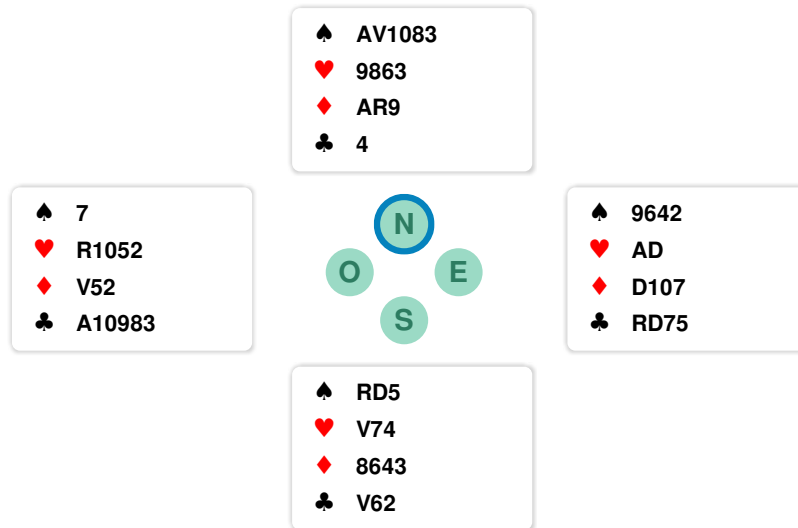 ♠ AV1083
♥ 9863
♦ AR9
♣ 4
♠ 7
♥ R1052
♦ V52
♣ A10983
N
O
E
S
♠ 9642
♥ AD
♦ D107
♣ RD75
♠ RD5
♥ V74
♦ 8643
♣ V62